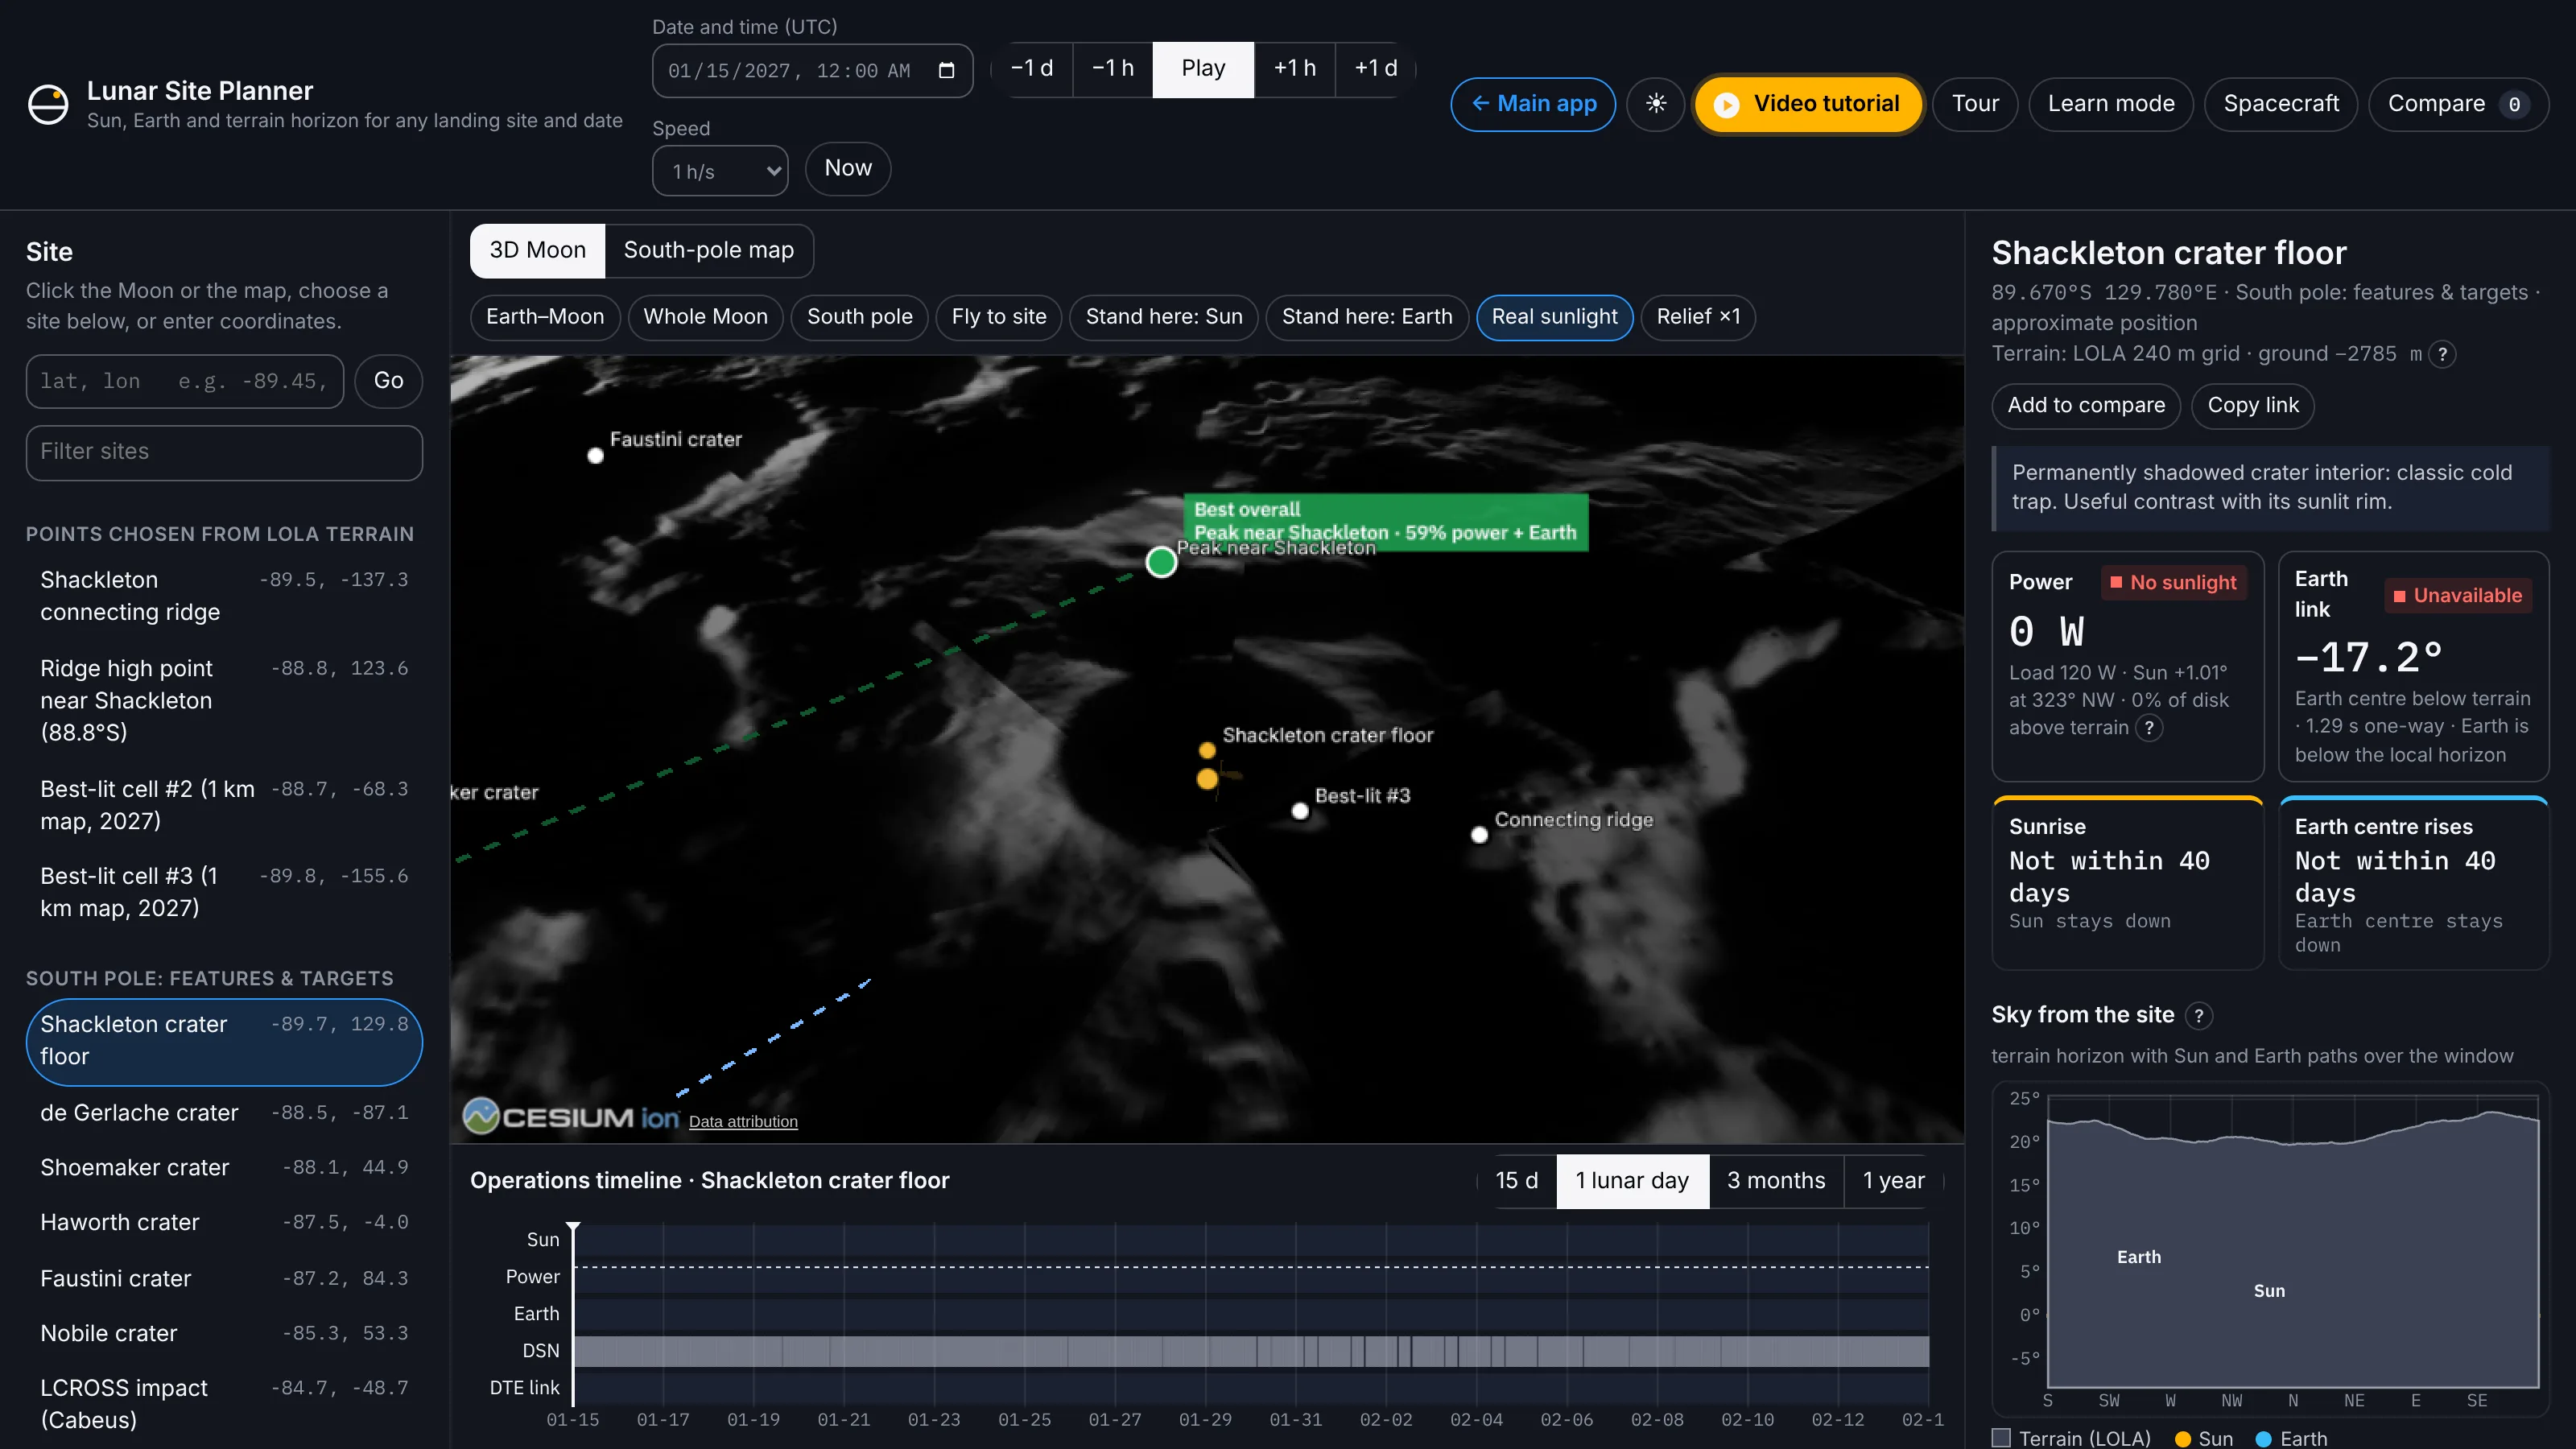 Lunar Site Planner
Sun, Earth and terrain horizon for any landing site and date
Date and time (UTC)
01/15/2027, 12:00 AM
−1 d
−1 h
Play
+1 h
+1 d
Speed
1 h/s
Now
← Main app
Video tutorial
Tour
Learn mode
Spacecraft
Compare 0
Site
Click the Moon or the map, choose a
site below, or enter coordinates.
lat, lon e.g. -89.45,
Go
Filter sites
POINTS CHOSEN FROM LOLA TERRAIN
Shackleton -89.5, -137.3
connecting ridge
Ridge high point -88.8, 123.6
near Shackleton
(88.8°S)
Best-lit cell #2 (1 km -88.7, -68.3
map, 2027)
Best-lit cell #3 (1 -89.8, -155.6
km map, 2027)
SOUTH POLE: FEATURES & TARGETS
Shackleton crater -89.7, 129.8
floor
de Gerlache crater -88.5, -87.1
Shoemaker crater -88.1, 44.9
Haworth crater -87.5, -4.0
Faustini crater -87.2, 84.3
Nobile crater -85.3, 53.3
LCROSS impact -84.7, -48.7
(Cabeus)
3D Moon
South-pole map
Earth–Moon
Whole Moon
South pole
Fly to site
Stand here: Sun
Stand here: Earth
Real sunlight
Relief ×1
Faustini crater
Best overall
Peak near Shackleton · 59% power + Earth
Peak near Shackleton
Shackleton crater floor
ker crater
Best-lit #3
Connecting ridge
CESIUM ion
Data attribution
Operations timeline · Shackleton crater floor
15 d
1 lunar day
3 months
1 year
Sun
Power
Earth
DSN
DTE link
01-15 01-17 01-19 01-21 01-23 01-25 01-27 01-29 01-31 02-02 02-04 02-06 02-08 02-10 02-12 02-1
Shackleton crater floor
89.670°S 129.780°E · South pole: features & targets ·
approximate position
Terrain: LOLA 240 m grid · ground −2785 m ?
Add to compare
Copy link
Permanently shadowed crater interior: classic cold
trap. Useful contrast with its sunlit rim.
Power
No sunlight
0 W
Load 120 W · Sun +1.01°
at 323° NW · 0% of disk
above terrain ?
Earth
link
Unavailable
−17.2°
Earth centre below terrain
· 1.29 s one-way · Earth is
below the local horizon
Sunrise
Not within 40
days
Sun stays down
Earth centre rises
Not within 40
days
Earth centre stays
down
Sky from the site ?
terrain horizon with Sun and Earth paths over the window
25°
20°
15°
10°
5°
0°
-5°
Earth
Sun
S SW W NW N NE E SE
Terrain (LOLA) Sun Earth